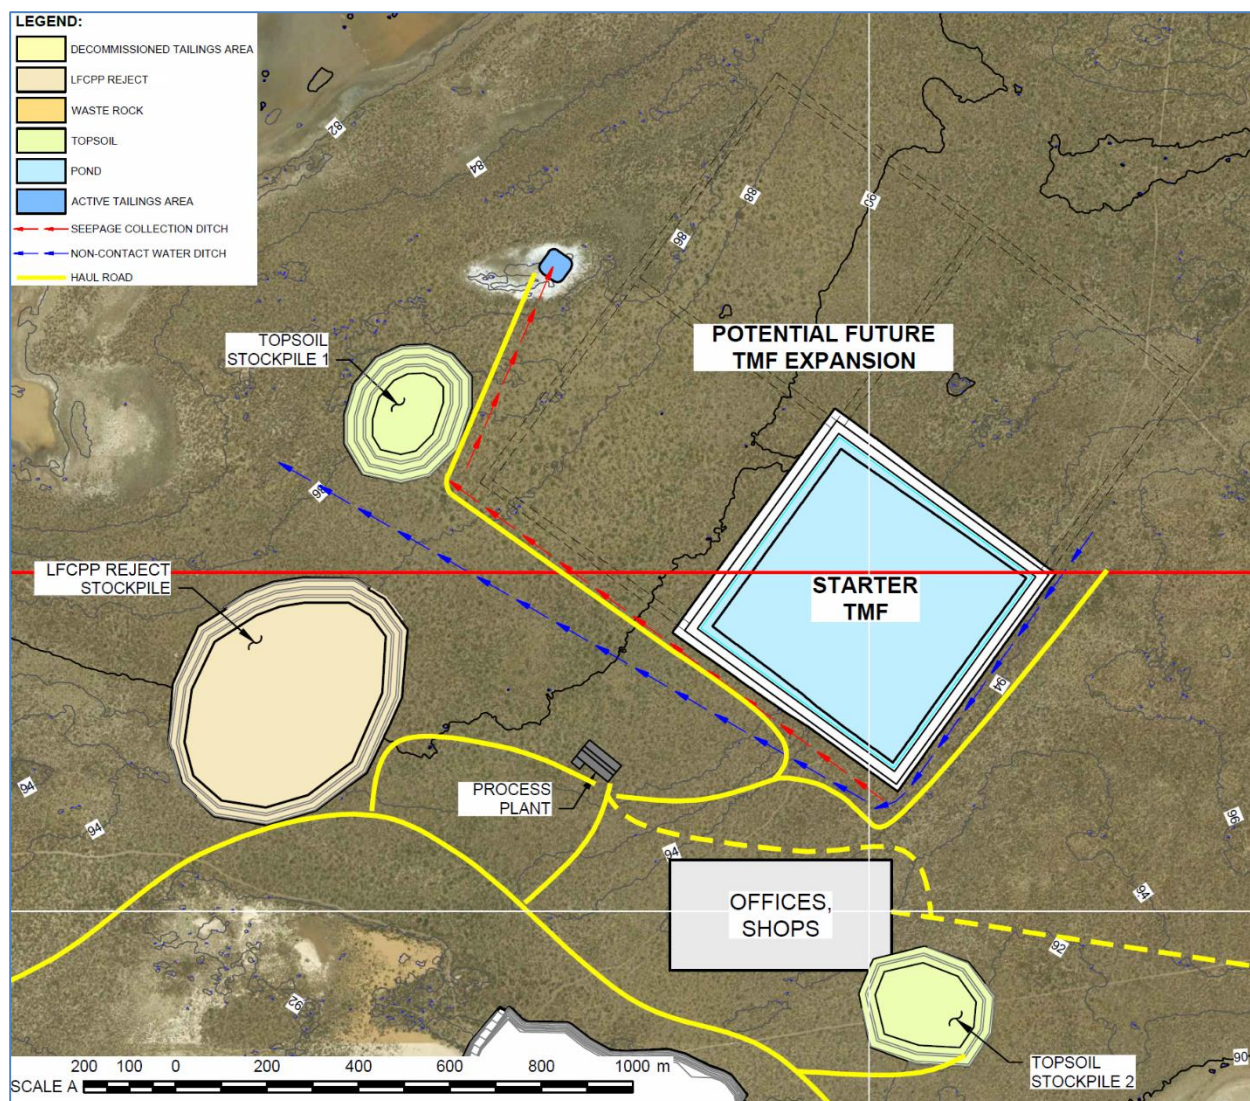 LEGEND:
DECOMMISSIONED TAILINGS AREA
LFCPP REJECT
WASTE ROCK
TOPSOIL
POND
ACTIVE TAILINGS AREA
SEEPAGE COLLECTION DITCH
NON-CONTACT WATER DITCH
HAUL ROAD
82
84
88
90
86
TOPSOIL
STOCKPILE 1
POTENTIAL FUTURE
TMF EXPANSION
86
LFCPP REJECT
STOCKPILE
STARTER
TMF
94
PROCESS
PLANT
94
94
96
94
94
OFFICES,
SHOPS
92
92
TOPSOIL
STOCKPILE 2
90
200 100 0 200 400 600 800 1000 m
SCALE A